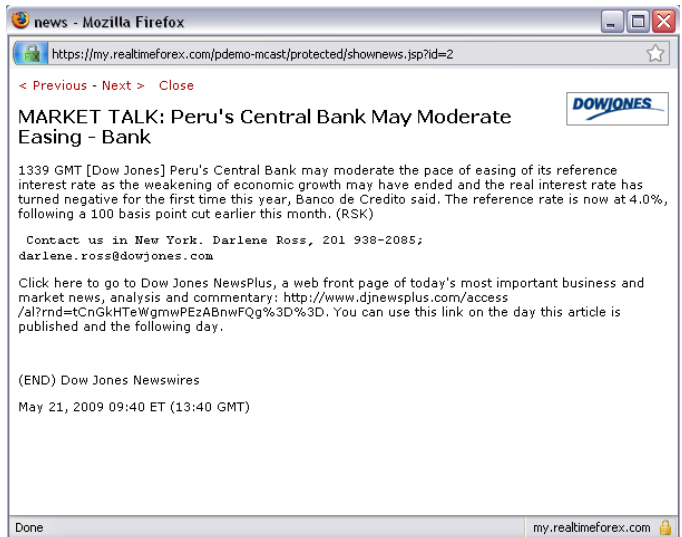 news - Mozilla Firefox
https://my.realtimeforex.com/pdemo-mcast/protected/shownews.jsp?id=2
< Previous - Next > Close
DOWJONES
MARKET TALK: Peru's Central Bank May Moderate
Easing - Bank
1339 GMT [Dow Jones] Peru's Central Bank may moderate the pace of easing of its reference
interest rate as the weakening of economic growth may have ended and the real interest rate has
turned negative for the first time this year, Banco de Credito said. The reference rate is now at 4.0%,
following a 100 basis point cut earlier this month. (RSK)
Contact us in New York. Darlene Ross, 201 938-2085;
darlene.ross@dowjones.com
Click here to go to Dow Jones NewsPlus, a web front page of today's most important business and
market news, analysis and commentary: http://www.djnewsplus.com/access
/al?rnd=tCnGkHTeWgmwPEzABnwFQg%3D%3D. You can use this link on the day this article is
published and the following day.
(END) Dow Jones Newswires
May 21, 2009 09:40 ET (13:40 GMT)
Done
my.realtimeforex.com